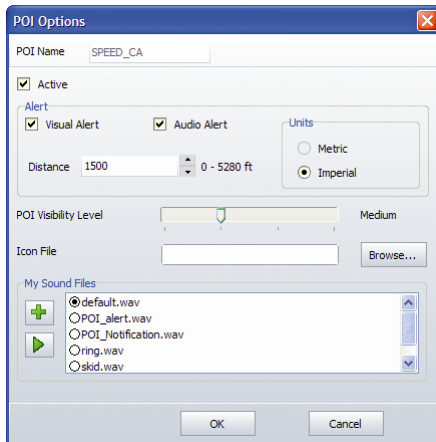 POI Options
POI Name SPEED_CA
Active
Alert
Visual Alert Audio Alert
Units
Metric
Distance 1500 0 - 5280 ft
Imperial
POI Visibility Level Medium
Icon File Browse...
My Sound Files
default.wav
POI_alert.wav
POI_Notification.wav
ring.wav
skid.wav
OK Cancel